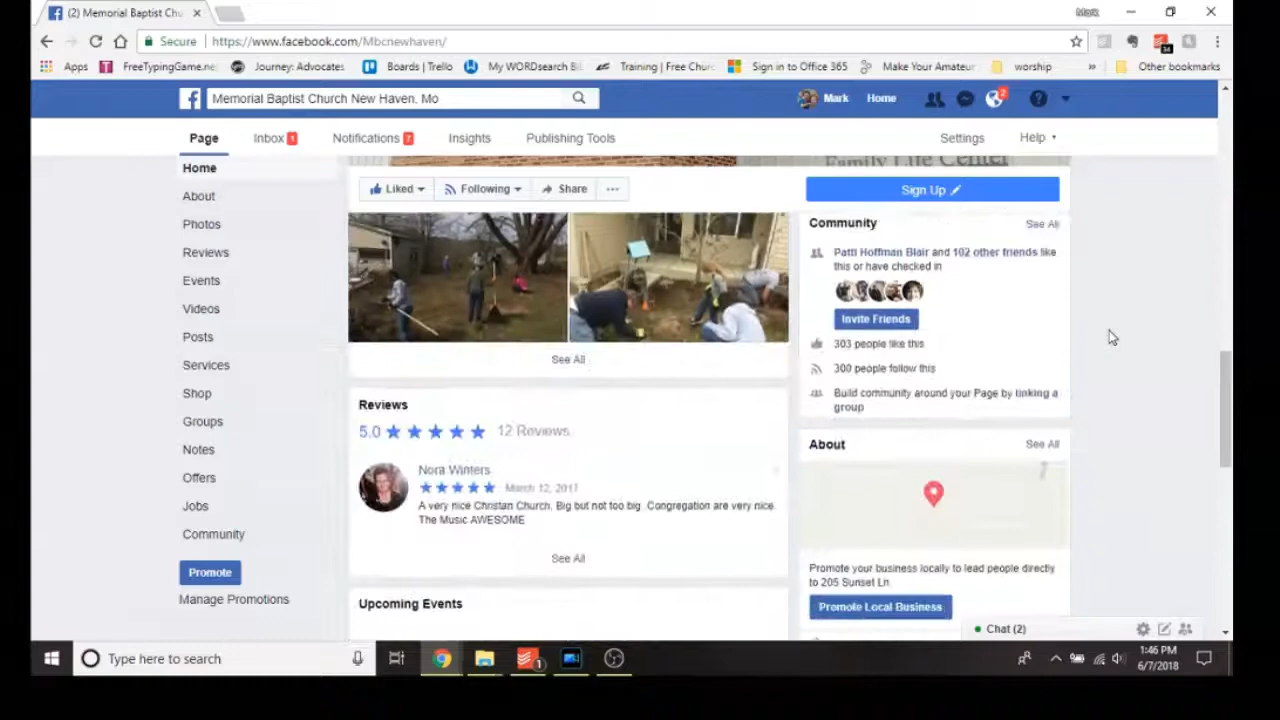 (2) Memorial Baptist Chu
Mark
Secure
https://www.facebook.com/Mbcnewhaven/
Apps
FreeTypingGame.ne
Journey: Advocates
Boards | Trello
My WORDsearch Bi
Training | Free Churc
Sign in to Office 365
Make Your Amateur
worship
»
Other bookmarks
Memorial Baptist Church New Haven, Mo
Mark
Home
2
Page
Inbox 1
Notifications 7
Insights
Publishing Tools
Settings
Help
Family Life Center
Home
About
Photos
Reviews
Events
Videos
Posts
Services
Shop
Groups
Notes
Offers
Jobs
Community
Promote
Manage Promotions
Liked
Following
Share
Sign Up
See All
Reviews
5.0
12 Reviews
Nora Winters
March 12, 2017
A very nice Christan Church. Big but not too big. Congregation are very nice.
The Music AWESOME
See All
Upcoming Events
Community
See All
Patti Hoffman Blair and 102 other friends like
this or have checked in
Invite Friends
303 people like this
300 people follow this
Build community around your Page by linking a
group
About
See All
Promote your business locally to lead people directly
to 205 Sunset Ln
Promote Local Business
Chat (2)
Type here to search
1
1:46 PM
6/7/2018